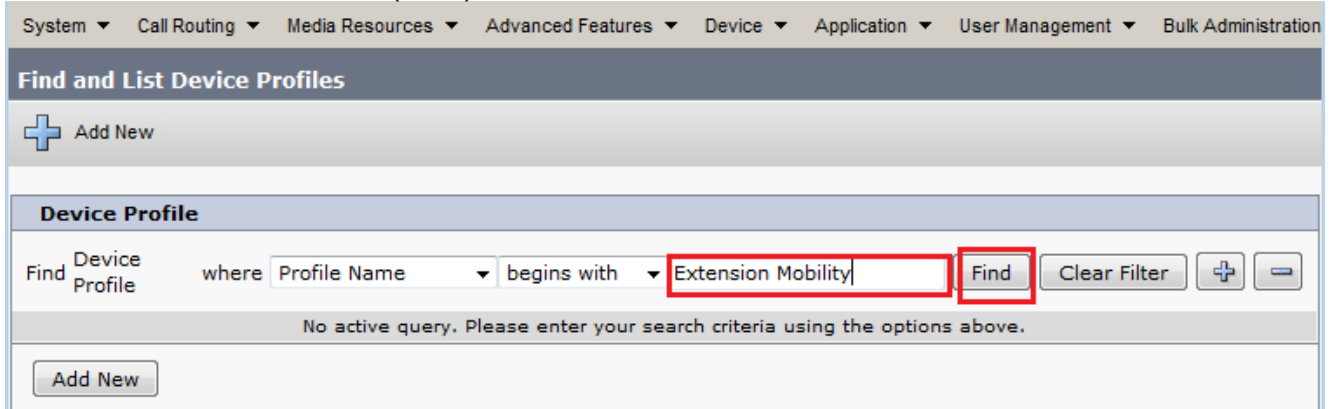 System Call Routing Media Resources Advanced Features Device Application User Management Bulk Administration
Find and List Device Profiles
Add New
Device Profile
Find Device Profile where Profile Name begins with Extension Mobility Find Clear Filter
No active query. Please enter your search criteria using the options above.
Add New